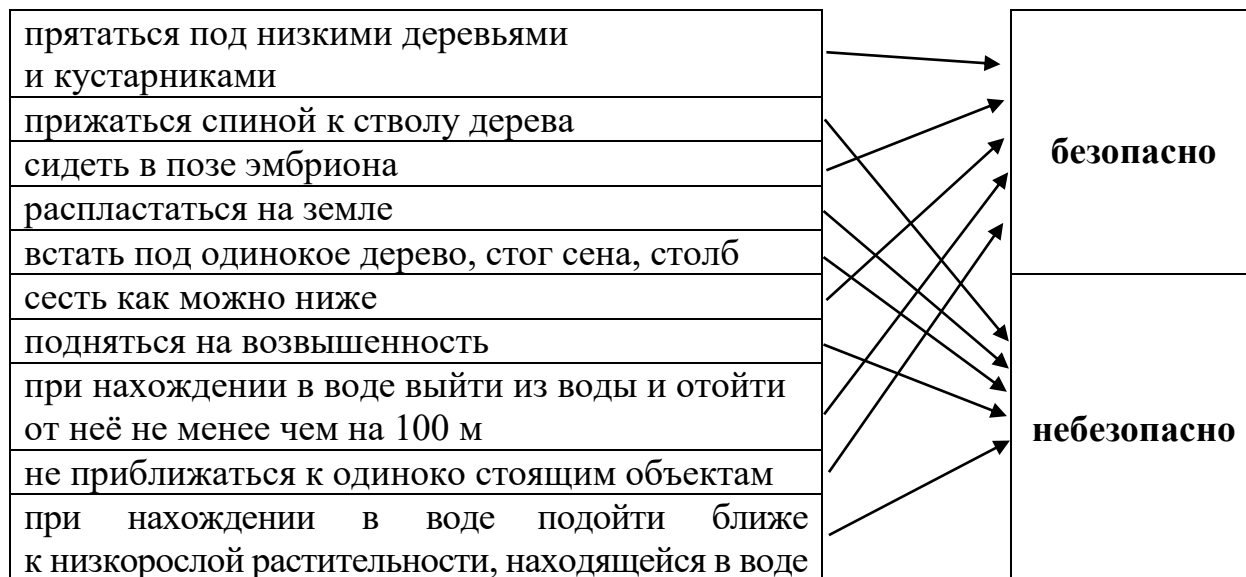 прятаться под низкими деревьями
и кустарниками
прижаться спиной к стволу дерева
сидеть в позе эмбриона
распластаться на земле
встать под одинокое дерево, стог сена, столб
сесть как можно ниже
подняться на возвышенность
при нахождении в воде выйти из воды и отойти
от неё не менее чем на 100 м
не приближаться к одиноко стоящим объектам
при нахождении в воде подойти ближе
к низкорослой растительности, находящейся в воде
безопасно
небезопасно